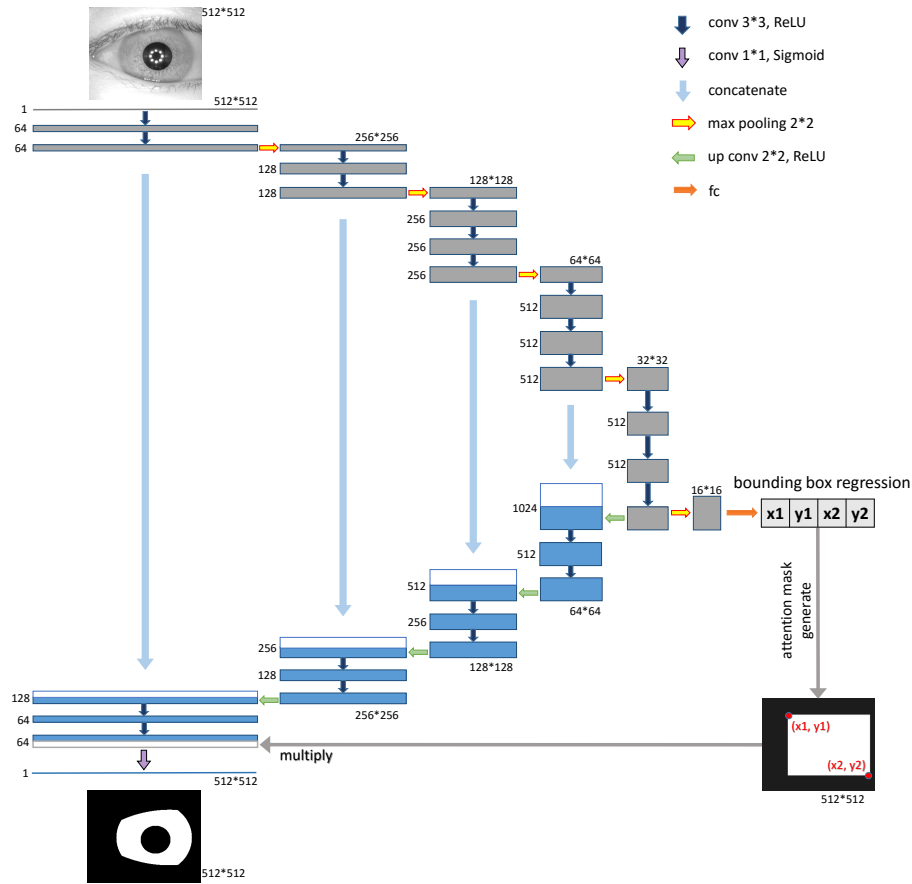 512*512
conv 3*3, ReLU
conv 1*1, Sigmoid
concatenate
max pooling 2*2
up conv 2*2, ReLU
fc
1
512*512
64
64
256*256
128
128
128*128
256
256
256
64*64
512
512
512
32*32
512
512
16*16
bounding box regression
x1 y1 x2 y2
1024
512
64*64
512
256
128*128
256
128
256*256
attention mask
generate
128
64
64
multiply
(x1, y1)
(x2, y2)
512*512
1
512*512
512*512